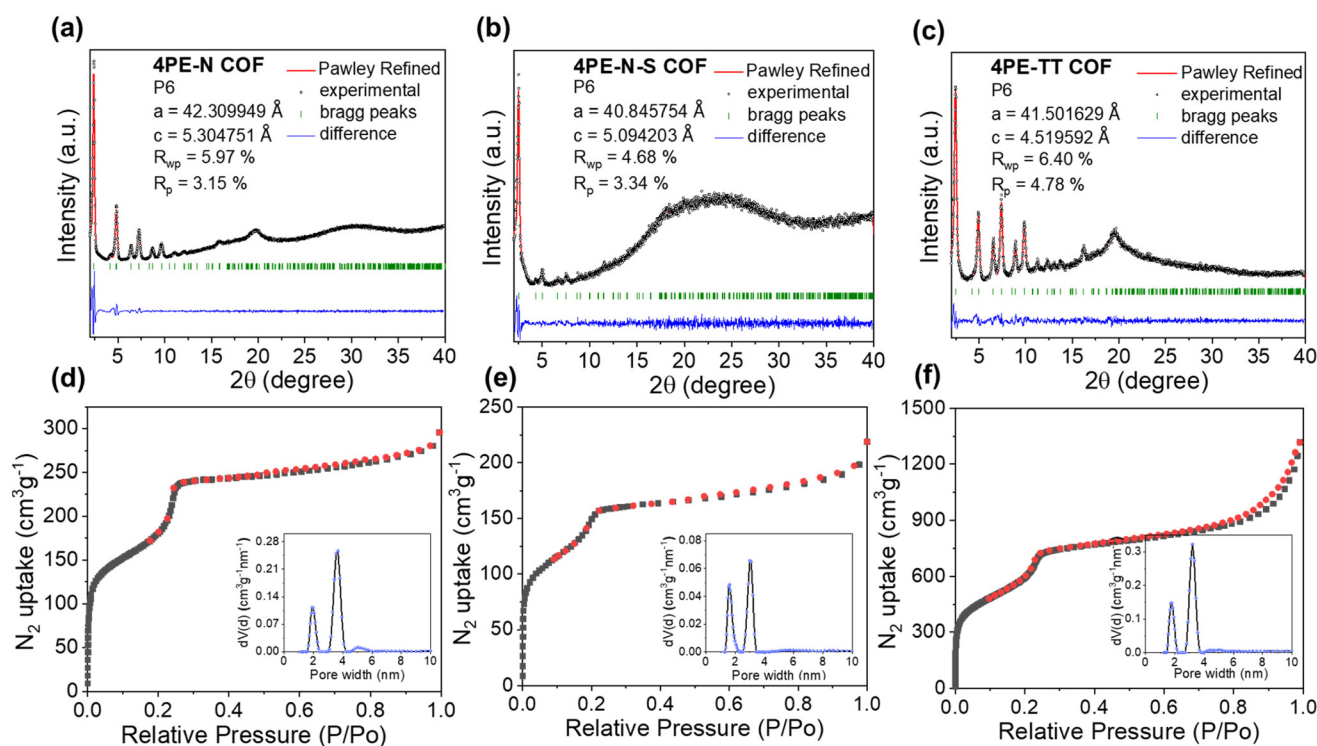 (a)
4PE-N COF
P6
a = 42.309949 Å
c = 5.304751 Å
Rwp = 5.97 %
Rp = 3.15 %
Pawley Refined
experimental
bragg peaks
difference
Intensity (a.u.)
5 10 15 20 25 30 35 40
2θ (degree)
(b)
4PE-N-S COF
P6
a = 40.845754 Å
c = 5.094203 Å
Rwp = 4.68 %
Rp = 3.34 %
Pawley Refined
experimental
bragg peaks
difference
Intensity (a.u.)
5 10 15 20 25 30 35 40
2θ (degree)
(c)
4PE-TT COF
P6
a = 41.501629 Å
c = 4.519592 Å
Rwp = 6.40 %
Rp = 4.78 %
Pawley Refined
experimental
bragg peaks
difference
Intensity (a.u.)
5 10 15 20 25 30 35 40
2θ (degree)
(d)
N2 uptake (cm3g-1)
300
250
200
150
100
50
0
0.0 0.2 0.4 0.6 0.8 1.0
Relative Pressure (P/Po)
dV(d) (cm3g-1nm-1)
0.28
0.21
0.14
0.07
0.00
0 2 4 6 8 10
Pore width (nm)
(e)
N2 uptake (cm3g-1)
250
200
150
100
50
0
0.0 0.2 0.4 0.6 0.8 1.0
Relative Pressure (P/Po)
dV(d) (cm3g-1nm-1)
0.08
0.06
0.04
0.02
0.00
0 2 4 6 8 10
Pore width (nm)
(f)
N2 uptake (cm3g-1)
1500
1200
900
600
300
0
0.0 0.2 0.4 0.6 0.8 1.0
Relative Pressure (P/Po)
dV(d) (cm3g-1nm-1)
0.3
0.2
0.1
0.0
0 2 4 6 8 10
Pore width (nm)